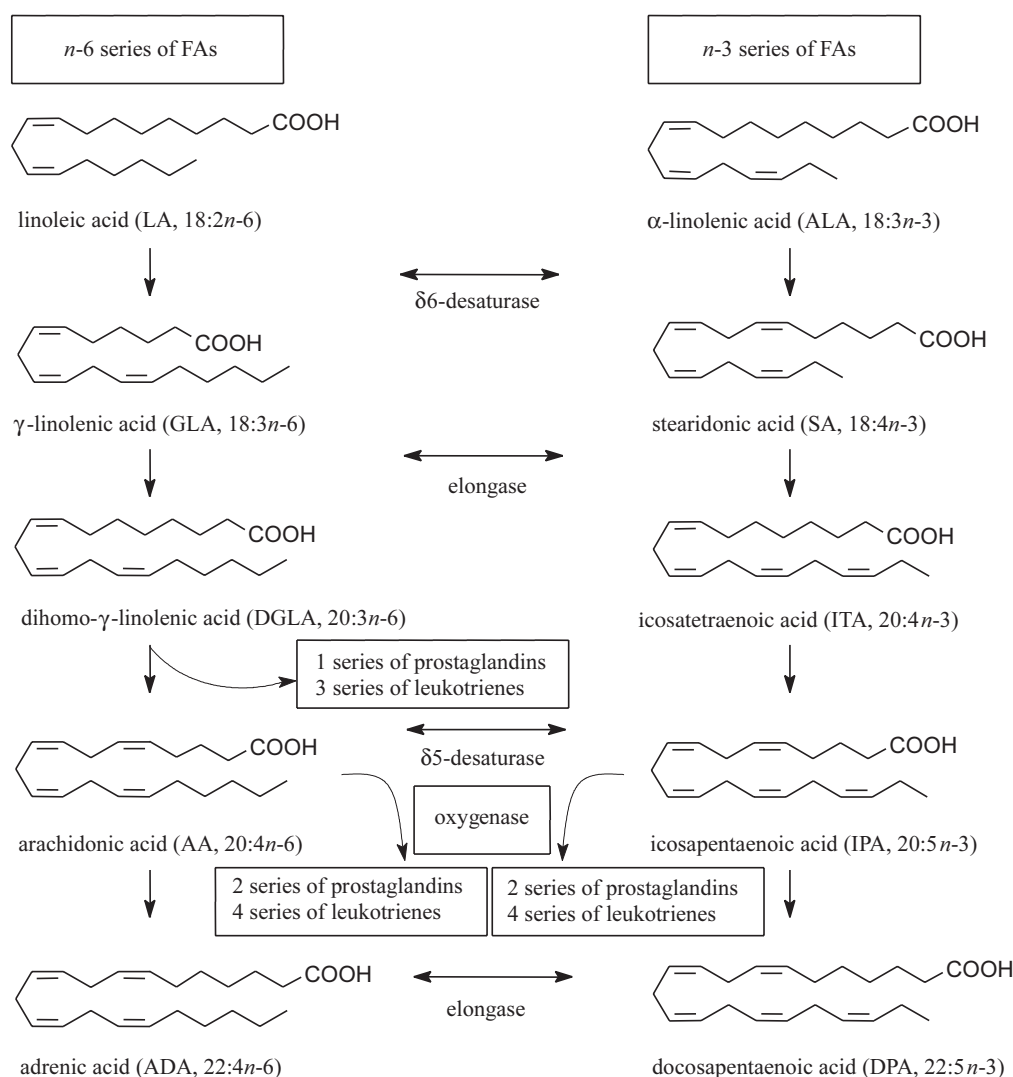 n-6 series of FAs
n-3 series of FAs
COOH
COOH
linoleic acid (LA, 18:2n-6)
α-linolenic acid (ALA, 18:3n-3)
δ6-desaturase
COOH
COOH
γ-linolenic acid (GLA, 18:3n-6)
stearidonic acid (SA, 18:4n-3)
elongase
COOH
COOH
dihomo-γ-linolenic acid (DGLA, 20:3n-6)
icosatetraenoic acid (ITA, 20:4n-3)
1 series of prostaglandins
3 series of leukotrienes
δ5-desaturase
COOH
COOH
oxygenase
arachidonic acid (AA, 20:4n-6)
icosapentaenoic acid (IPA, 20:5n-3)
2 series of prostaglandins
4 series of leukotrienes
2 series of prostaglandins
4 series of leukotrienes
COOH
COOH
elongase
adrenic acid (ADA, 22:4n-6)
docosapentaenoic acid (DPA, 22:5n-3)